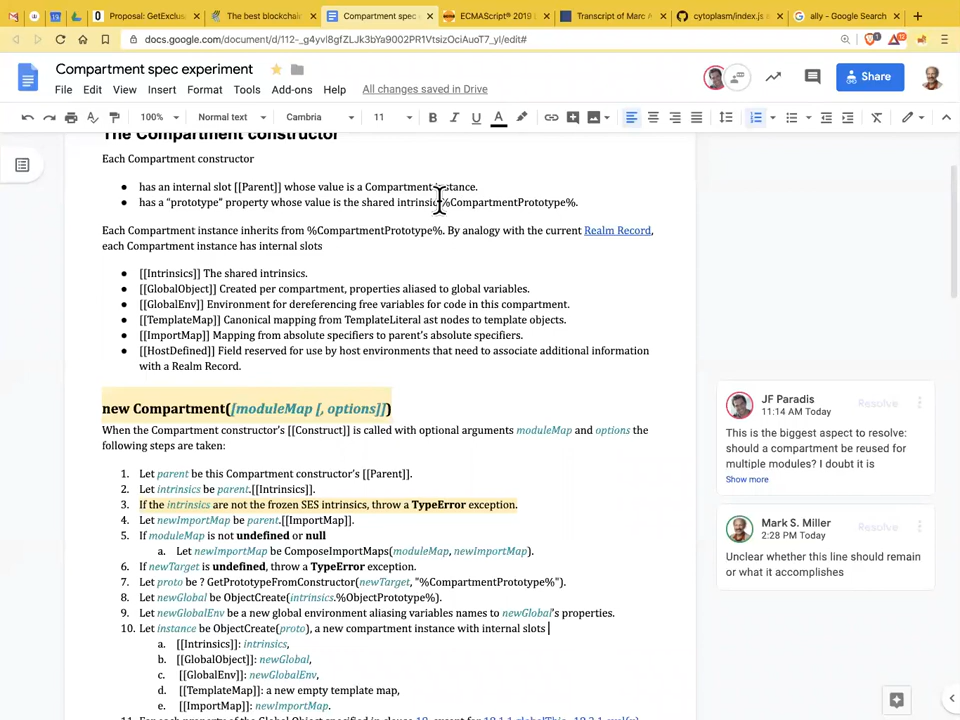 Proposal: GetExclus
The best blockchain
Compartment spec e
ECMAScript® 2019 L
Transcript of Marc A
cytoplasm/index.js a
ally - Google Search
docs.google.com/document/d/112-_g4yvl8gfZLJk3bYa9002PR1VtsizOciAuoT7_yl/edit#
Compartment spec experiment
File Edit View Insert Format Tools Add-ons Help All changes saved in Drive
Share
100% Normal text Cambria 11
The Compartment constructor
Each Compartment constructor
● has an internal slot [[Parent]] whose value is a Compartment instance.
● has a “prototype” property whose value is the shared intrinsic %CompartmentPrototype%.
Each Compartment instance inherits from %CompartmentPrototype%. By analogy with the current Realm Record,
each Compartment instance has internal slots
● [[Intrinsics]] The shared intrinsics.
● [[GlobalObject]] Created per compartment, properties aliased to global variables.
● [[GlobalEnv]] Environment for dereferencing free variables for code in this compartment.
● [[TemplateMap]] Canonical mapping from TemplateLiteral ast nodes to template objects.
● [[ImportMap]] Mapping from absolute specifiers to parent’s absolute specifiers.
● [[HostDefined]] Field reserved for use by host environments that need to associate additional information
with a Realm Record.
new Compartment([moduleMap [, options]])
When the Compartment constructor’s [[Construct]] is called with optional arguments moduleMap and options the
following steps are taken:
1. Let parent be this Compartment constructor’s [[Parent]].
2. Let intrinsics be parent.[[Intrinsics]].
3. If the intrinsics are not the frozen SES intrinsics, throw a TypeError exception.
4. Let newImportMap be parent.[[ImportMap]].
5. If moduleMap is not undefined or null
a. Let newImportMap be ComposeImportMaps(moduleMap, newImportMap).
6. If newTarget is undefined, throw a TypeError exception.
7. Let proto be ? GetPrototypeFromConstructor(newTarget, "%CompartmentPrototype%").
8. Let newGlobal be ObjectCreate(intrinsics.%ObjectPrototype%).
9. Let newGlobalEnv be a new global environment aliasing variables names to newGlobal’s properties.
10. Let instance be ObjectCreate(proto), a new compartment instance with internal slots
a. [[Intrinsics]]: intrinsics,
b. [[GlobalObject]]: newGlobal,
c. [[GlobalEnv]]: newGlobalEnv,
d. [[TemplateMap]]: a new empty template map,
e. [[ImportMap]]: newImportMap.
JF Paradis
Resolve
11:14 AM Today
This is the biggest aspect to resolve:
should a compartment be reused for
multiple modules? I doubt it is
Show more
Mark S. Miller
Resolve
2:28 PM Today
Unclear whether this line should remain
or what it accomplishes